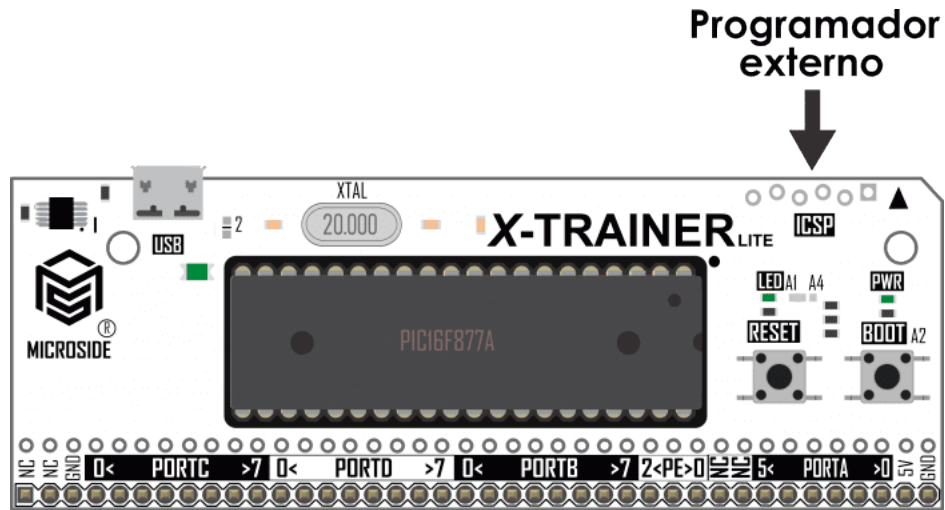 Programador
externo
XTAL
20.000
2
USB
X-TRAINER LITE
ICSP
LED A1 A4
PWR
RESET
BOOT A2
®
MICROSIDE
PIC16F877A
NC NC GND 0< PORTC >7 0< PORTD >7 0< PORTB >7 2<PE>0 NC NC 5< PORTA >0 5V GND